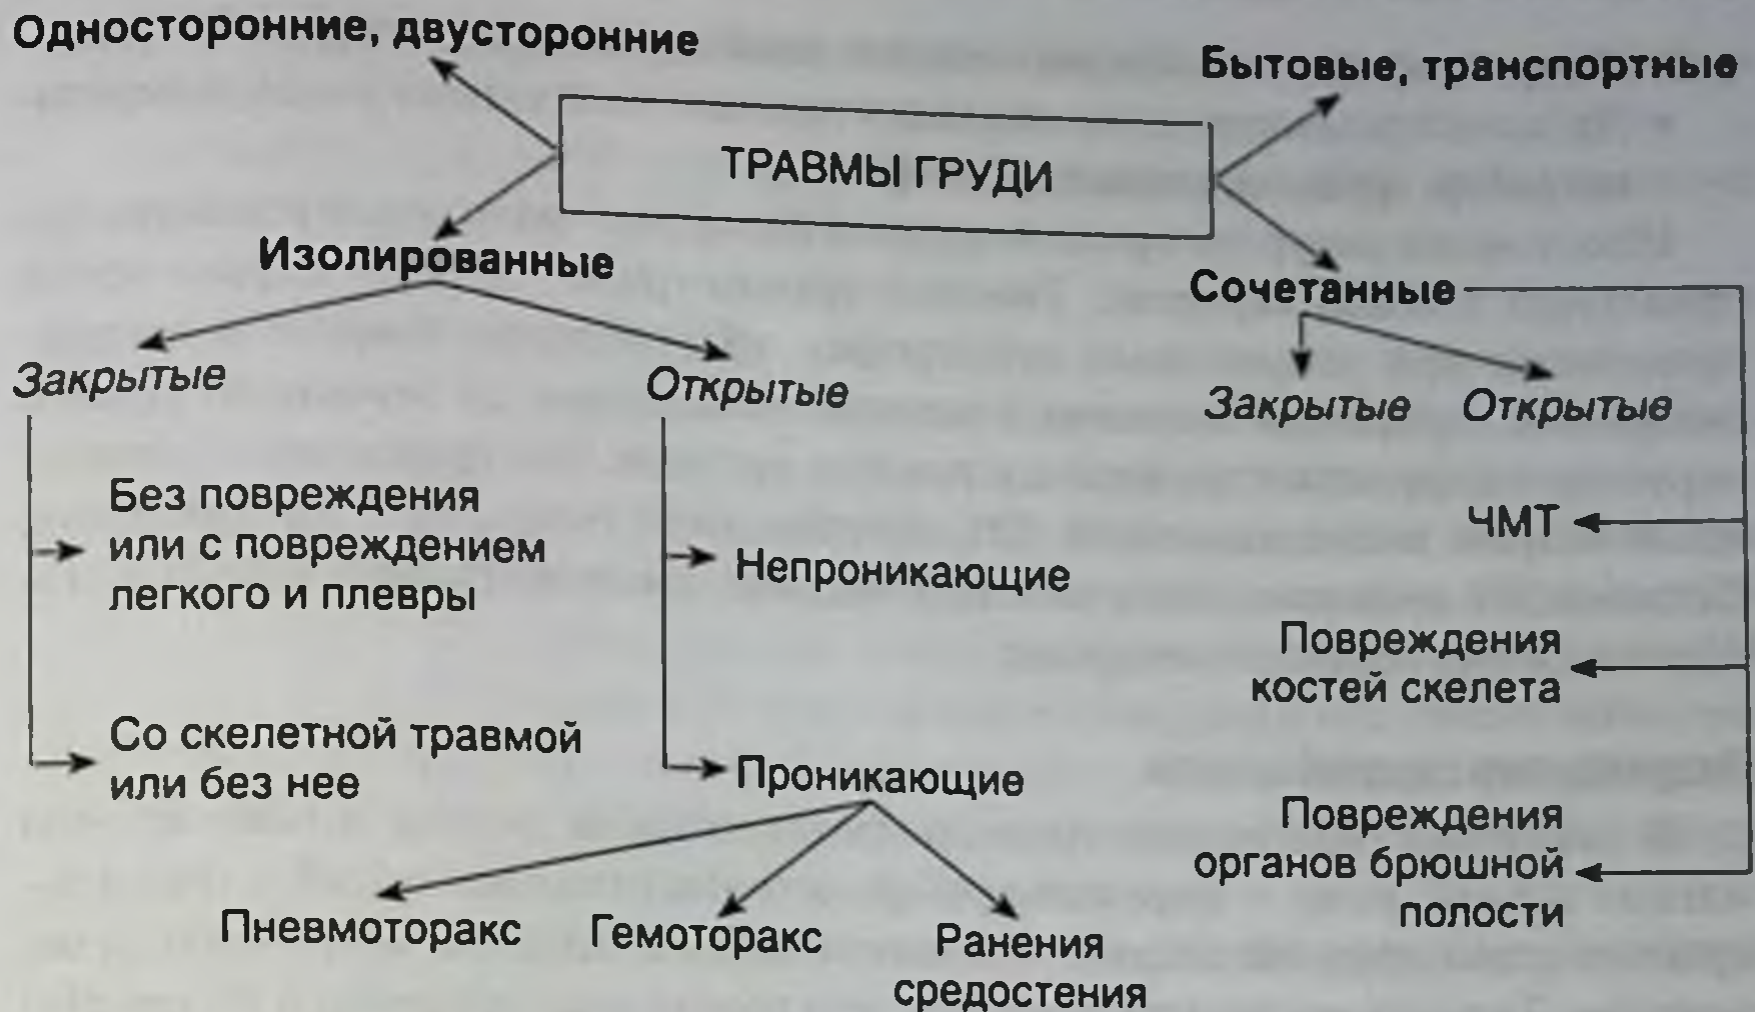 Односторонние, двусторонние
Бытовые, транспортные
ТРАВМЫ ГРУДИ
Изолированные
Сочетанные
Закрытые
Открытые
Закрытые
Открытые
Без повреждения
или с повреждением
легкого и плевры
Непроникающие
ЧМТ
Повреждения
костей скелета
Со скелетной травмой
или без нее
Проникающие
Повреждения
органов брюшной
полости
Пневмоторакс
Гемоторакс
Ранения
средостения